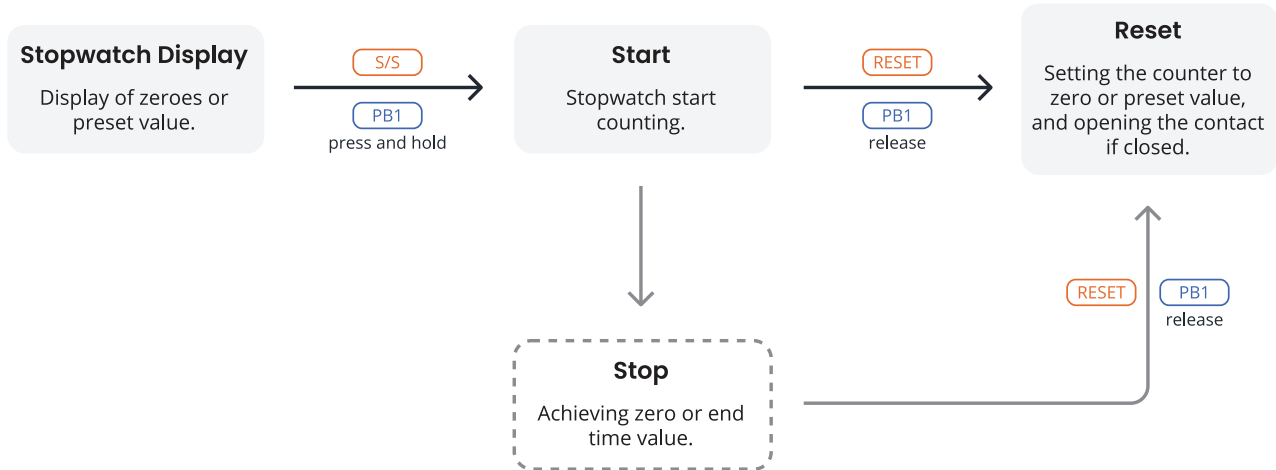 Stopwatch Display
Display of zeroes or
preset value.
S/S
PB1
press and hold
Start
Stopwatch start
counting.
RESET
PB1
release
Reset
Setting the counter to
zero or preset value,
and opening the contact
if closed.
RESET
PB1
release
Stop
Achieving zero or end
time value.